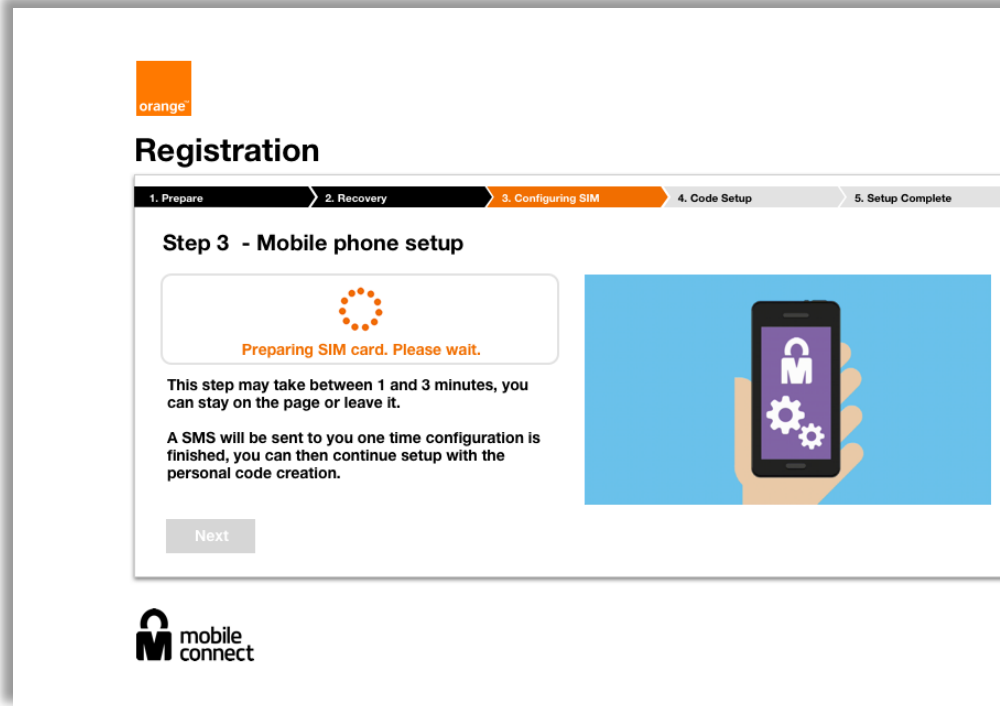 orange™
Registration
1. Prepare
2. Recovery
3. Configuring SIM
4. Code Setup
5. Setup Complete
Step 3 - Mobile phone setup
Preparing SIM card. Please wait.
This step may take between 1 and 3 minutes, you
can stay on the page or leave it.
A SMS will be sent to you one time configuration is
finished, you can then continue setup with the
personal code creation.
Next
mobile
connect